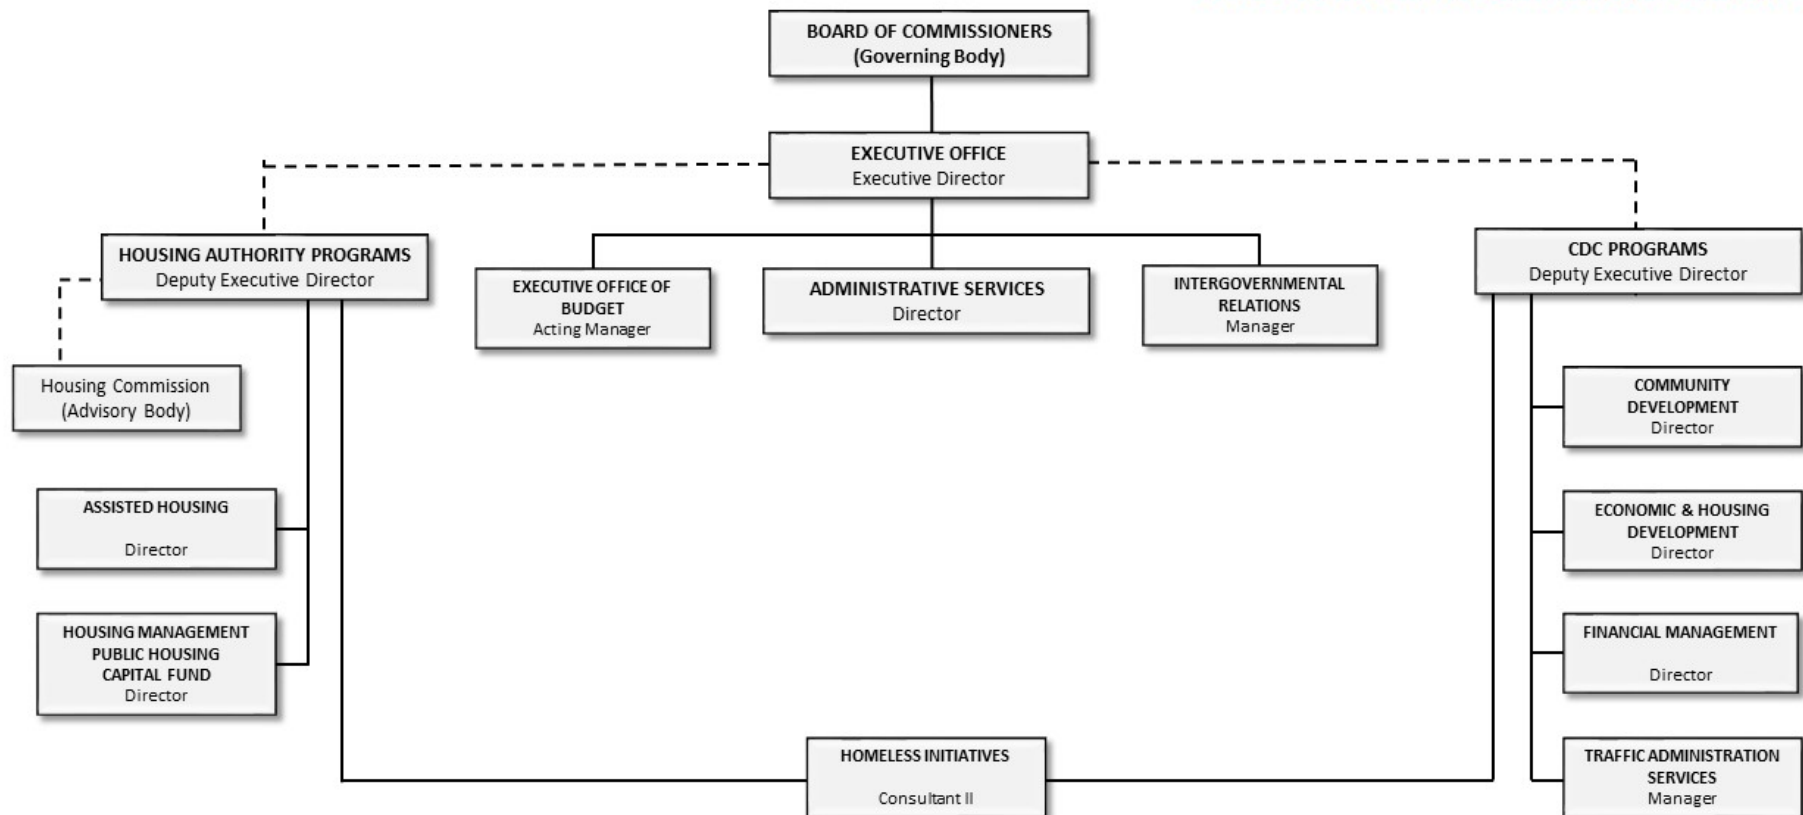 BOARD OF COMMISSIONERS
(Governing Body)
EXECUTIVE OFFICE
Executive Director
HOUSING AUTHORITY PROGRAMS
Deputy Executive Director
EXECUTIVE OFFICE OF
BUDGET
Acting Manager
ADMINISTRATIVE SERVICES
Director
INTERGOVERNMENTAL
RELATIONS
Manager
CDC PROGRAMS
Deputy Executive Director
Housing Commission
(Advisory Body)
COMMUNITY
DEVELOPMENT
Director
ASSISTED HOUSING
Director
ECONOMIC & HOUSING
DEVELOPMENT
Director
HOUSING MANAGEMENT
PUBLIC HOUSING
CAPITAL FUND
Director
FINANCIAL MANAGEMENT
Director
HOMELESS INITIATIVES
Consultant II
TRAFFIC ADMINISTRATION
SERVICES
Manager